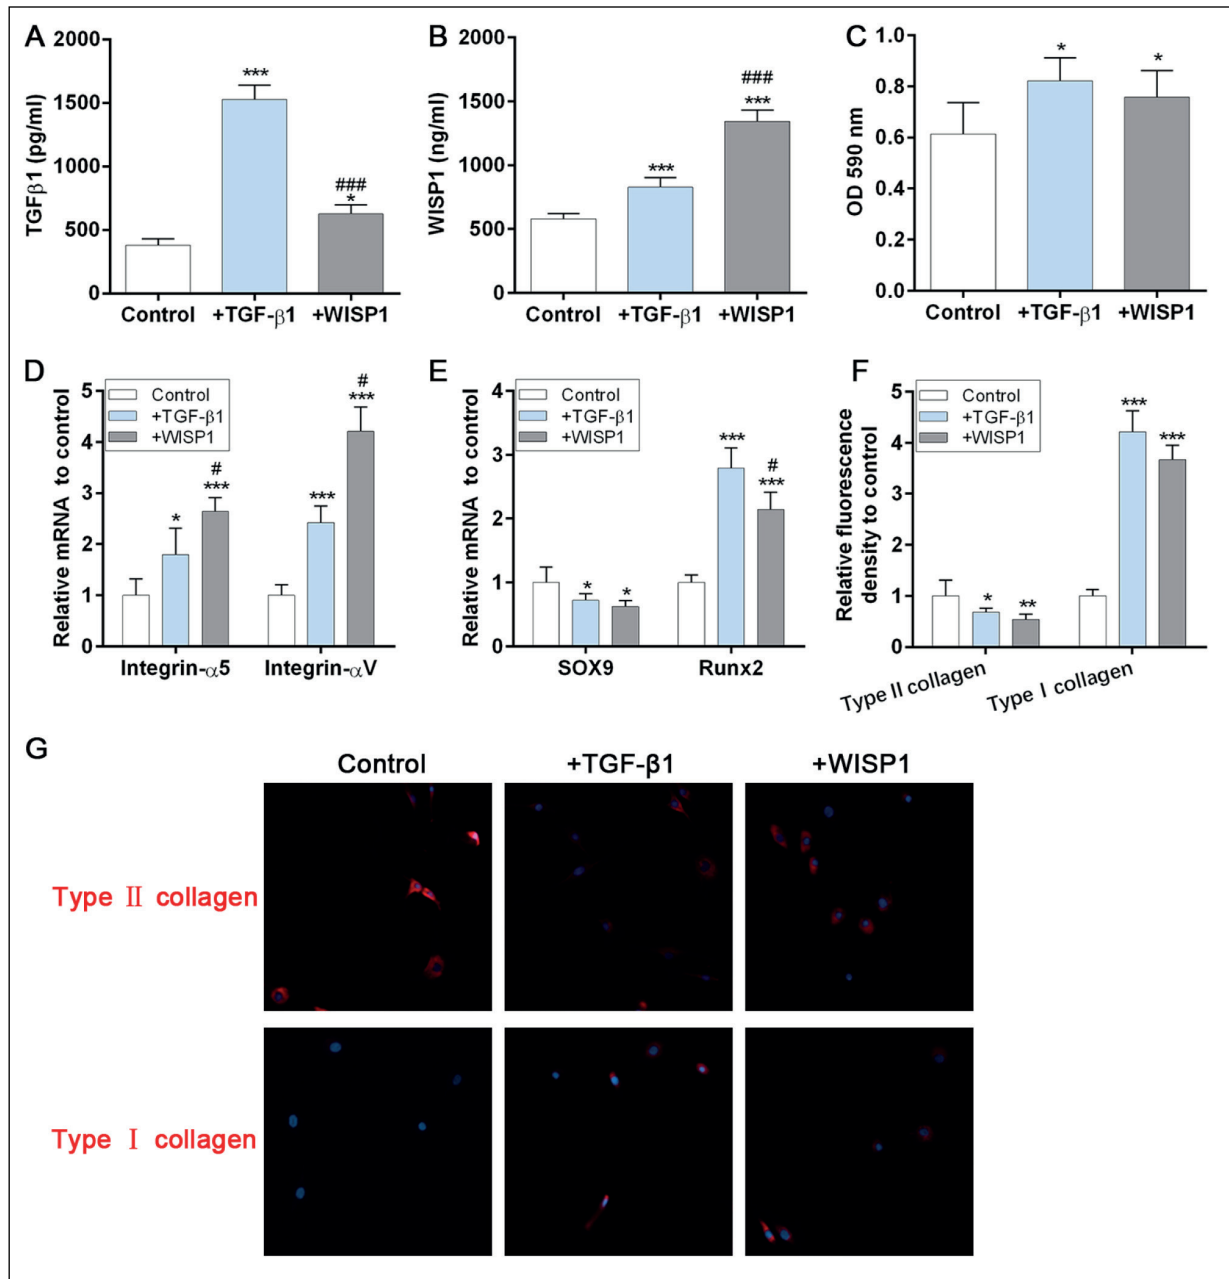 A
TGFβ1 (pg/ml)
2000
1500
1000
500
0
***
###
*
Control
+TGF-β1
+WISP1
B
WISP1 (ng/ml)
2000
1500
1000
500
0
***
###
***
Control
+TGF-β1
+WISP1
C
OD 590 nm
1.0
0.8
0.6
0.4
0.2
0.0
*
*
Control
+TGF-β1
+WISP1
D
Relative mRNA to control
5
4
3
2
1
0
Control
+TGF-β1
+WISP1
*
#
***
***
#
***
Integrin-α5
Integrin-αV
E
Relative mRNA to control
4
3
2
1
0
Control
+TGF-β1
+WISP1
*
*
***
#
***
SOX9
Runx2
F
Relative fluorescence
density to control
5
4
3
2
1
0
Control
+TGF-β1
+WISP1
*
**
***
***
Type II collagen
Type I collagen
G
Control
+TGF-β1
+WISP1
Type II collagen
Type I collagen